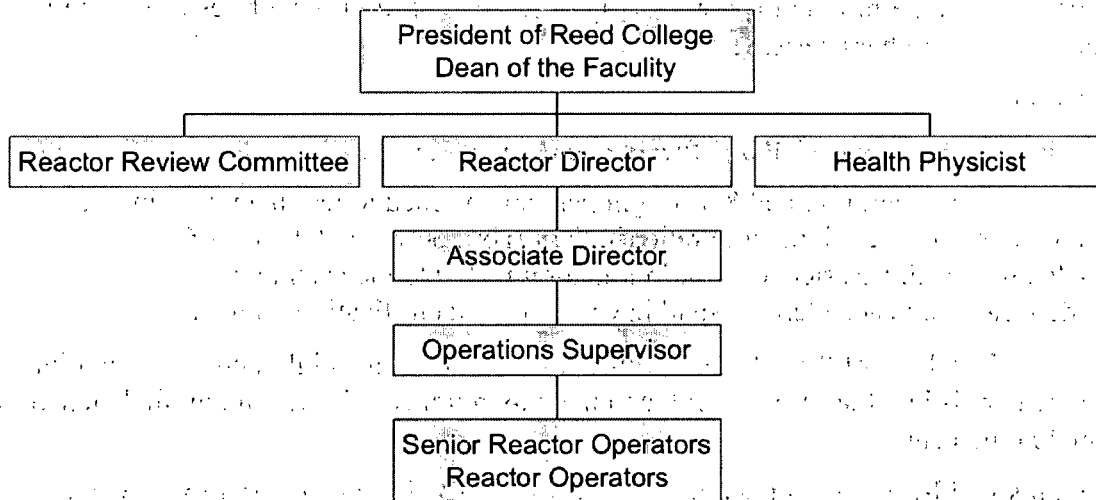 President of Reed College
Dean of the Faculity
Reactor Review Committee
Reactor Director
Health Physicist
Associate Director
Operations Supervisor
Senior Reactor Operators
Reactor Operators